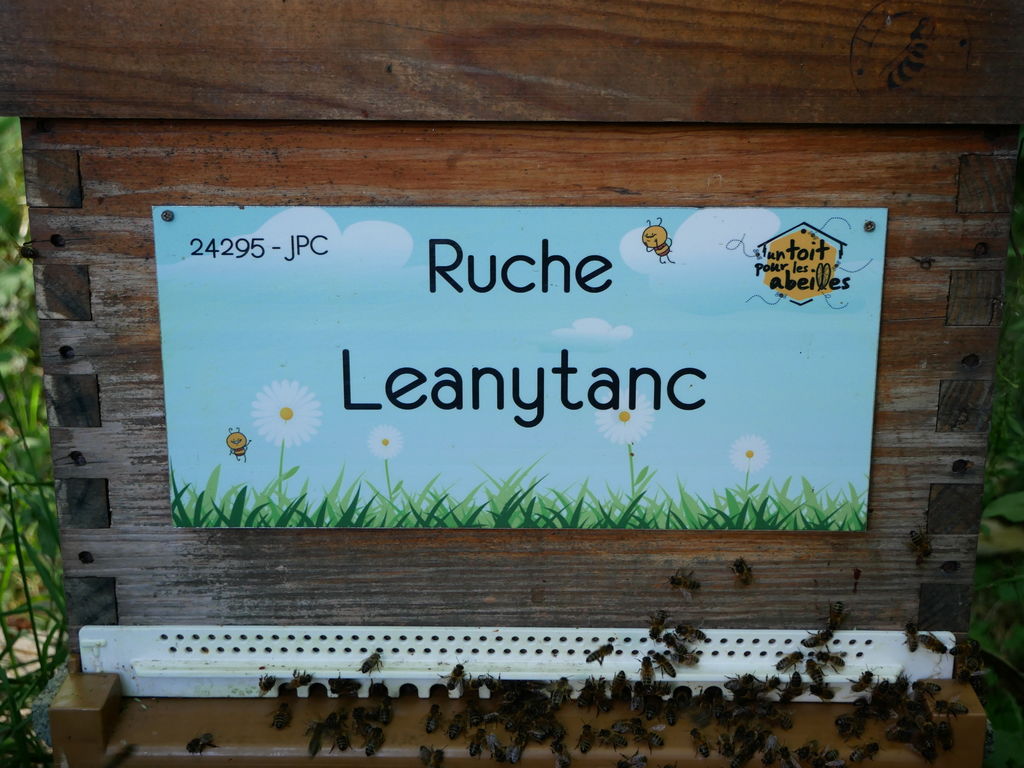 24295 - JPC
Ruche
un toit
pour les
abeilles
Leanytanc